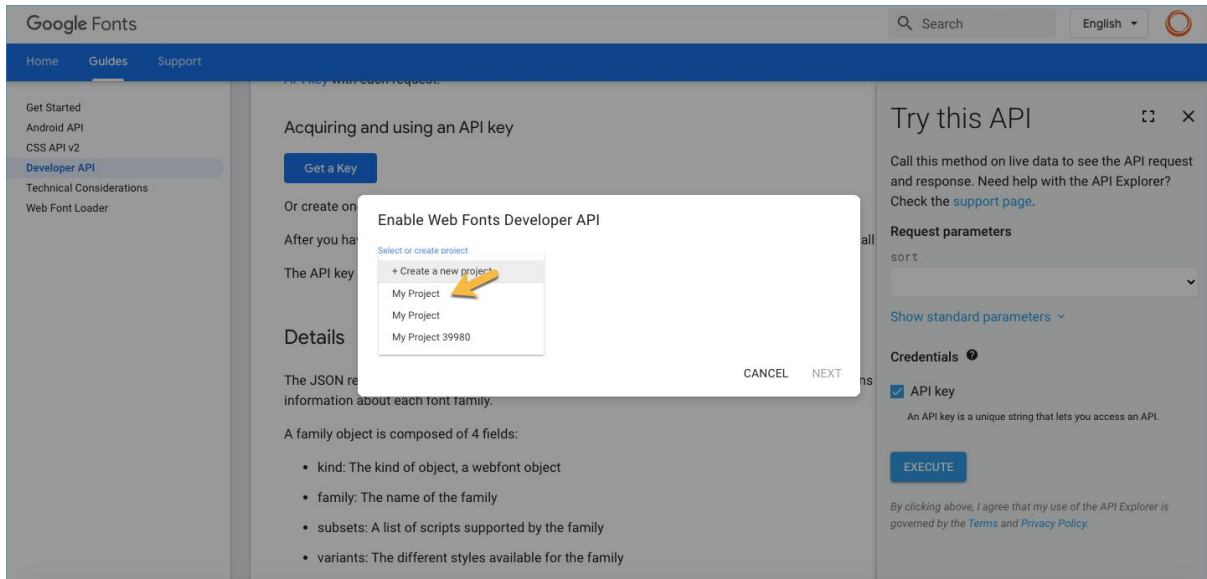 Google Fonts
Search
English
Home Guides Support
Get Started
Android API
CSS API v2
Developer API
Technical Considerations
Web Font Loader
API key with each request.
Acquiring and using an API key
Get a Key
Or create on
After you ha
all
The API key
Details
The JSON re
ns
information about each font family.
A family object is composed of 4 fields:
• kind: The kind of object, a webfont object
• family: The name of the family
• subsets: A list of scripts supported by the family
• variants: The different styles available for the family
Enable Web Fonts Developer API
Select or create project
+ Create a new project
My Project
My Project
My Project 39980
CANCEL NEXT
Try this API
Call this method on live data to see the API request
and response. Need help with the API Explorer?
Check the support page.
Request parameters
sort
Show standard parameters
Credentials
API key
An API key is a unique string that lets you access an API.
EXECUTE
By clicking above, I agree that my use of the API Explorer is
governed by the Terms and Privacy Policy.